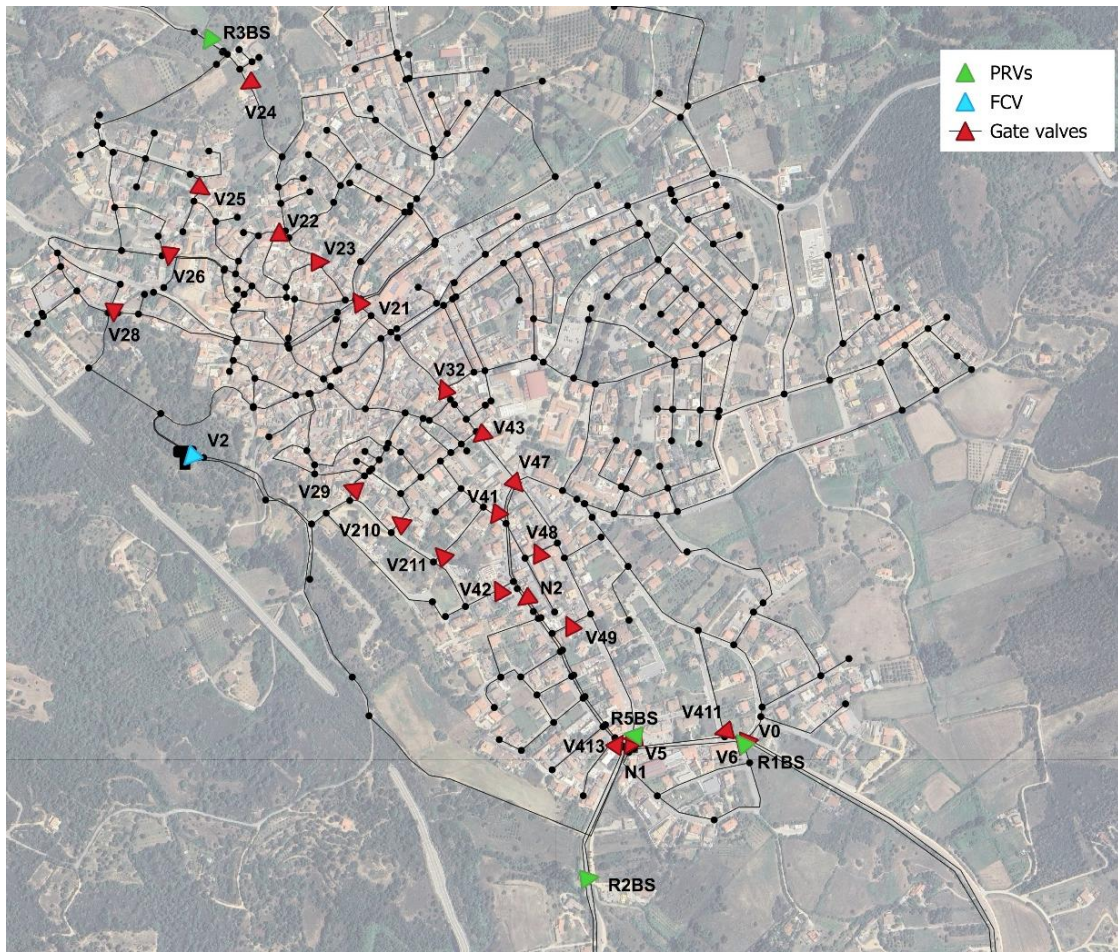 R3BS
PRVs
FCV
Gate valves
V24
V25
V22
V23
V26
V21
V28
V32
V43
V2
V47
V29
V41
V210
V48
V211
V42
N2
V49
R5BS
V411
V0
V413
V5
V6
R1BS
N1
R2BS